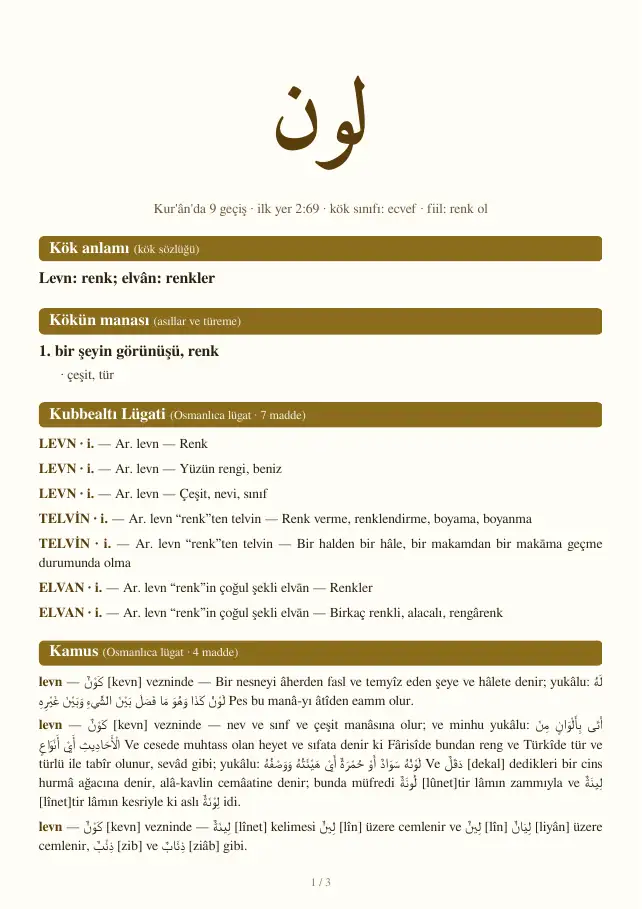 لون
Kur'ân'da 9 geçiş · ilk yer 2:69 · kök sınıfı: ecvef · fiil: renk ol
Kök anlamı (kök sözlüğü)
Levn: renk; elvân: renkler
Kökün manası (asıllar ve türeme)
1. bir şeyin görünüşü, renk
· çeşit, tür
Kubbealtı Lügati (Osmanlıca lügat · 7 madde)
LEVN · i. — Ar. levn — Renk
LEVN · i. — Ar. levn — Yüzün rengi, beniz
LEVN · i. — Ar. levn — Çeşit, nevi, sınıf
TELVİN · i. — Ar. levn “renk”ten telvіn — Renk verme, renklendirme, boyama, boyanma
TELVİN · i. — Ar. levn “renk”ten telvіn — Bir halden bir hâle, bir makamdan bir makāma geçme
durumunda olma
ELVAN · i. — Ar. levn “renk”in çoğul şekli elvān — Renkler
ELVAN · i. — Ar. levn “renk”in çoğul şekli elvān — Birkaç renkli, alacalı, rengârenk
Kamus (Osmanlıca lügat · 4 madde)
levn — كَوْنٌ [kevn] vezninde — Bir nesneyi âherden fasl ve temyîz eden şeye ve hâlete denir; yukâlu: لَهُ
لَوْنُ كَذَا وَهُوَ مَا فَصَلَ بَيْنَ الشَّيْءِ وَبَيْنَ غَيْرِهِ Pes bu manâ-yı âtîden eamm olur.
levn — كَوْنٌ [kevn] vezninde — nev ve sınf ve çeşit manâsına olur; ve minhu yukâlu: أَتَى بِأَلْوَانٍ مِنَ
الْأَحَادِيثِ أَيْ أَنْوَاعٍ Ve cesede muhtass olan heyet ve sıfata denir ki Fârisîde bundan reng ve Türkîde tür ve
türlü ile tabîr olunur, sevâd gibi; yukâlu: لَوْنُهُ سَوَادٌ أَوْ حُمْرَةٌ أَيْ هَيْئَتُهُ وَوَصْفُهُ Ve دَقَلٌ [dekal] dedikleri bir cins
hurmâ ağacına denir, alâ-kavlin cemâatine denir; bunda müfredi لُونَةٌ [lûnet]tir lâmın zammıyla ve لِينَةٌ
[lînet]tir lâmın kesriyle ki aslı لِوْنَةٌ idi.
levn — كَوْنٌ [kevn] vezninde — لِينَةٌ [lînet] kelimesi لِينٌ [lîn] üzere cemlenir ve لِينٌ [lîn] لِيَانٌ [liyân] üzere
cemlenir, ذِئْبٌ [zib] ve ذِئَابٌ [ziâb] gibi.
1 / 3